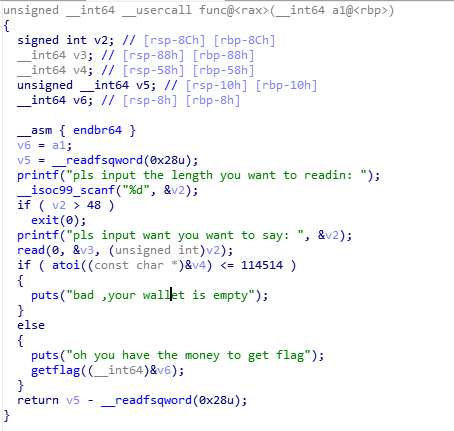 unsigned __int64 __usercall func@<rax>(__int64 a1@<rbp>)
{
  signed int v2; // [rsp-8Ch] [rbp-8Ch]
  __int64 v3; // [rsp-88h] [rbp-88h]
  __int64 v4; // [rsp-58h] [rbp-58h]
  unsigned __int64 v5; // [rsp-10h] [rbp-10h]
  __int64 v6; // [rsp-8h] [rbp-8h]

  __asm { endbr64 }
  v6 = a1;
  v5 = __readfsqword(0x28u);
  printf("pls input the length you want to readin: ");
  __isoc99_scanf("%d", &v2);
  if ( v2 > 48 )
    exit(0);
  printf("pls input want you want to say: ", &v2);
  read(0, &v3, (unsigned int)v2);
  if ( atoi((const char *)&v4) <= 114514 )
  {
    puts("bad ,your wallet is empty");
  }
  else
  {
    puts("oh you have the money to get flag");
    getflag((__int64)&v6);
  }
  return v5 - __readfsqword(0x28u);
}